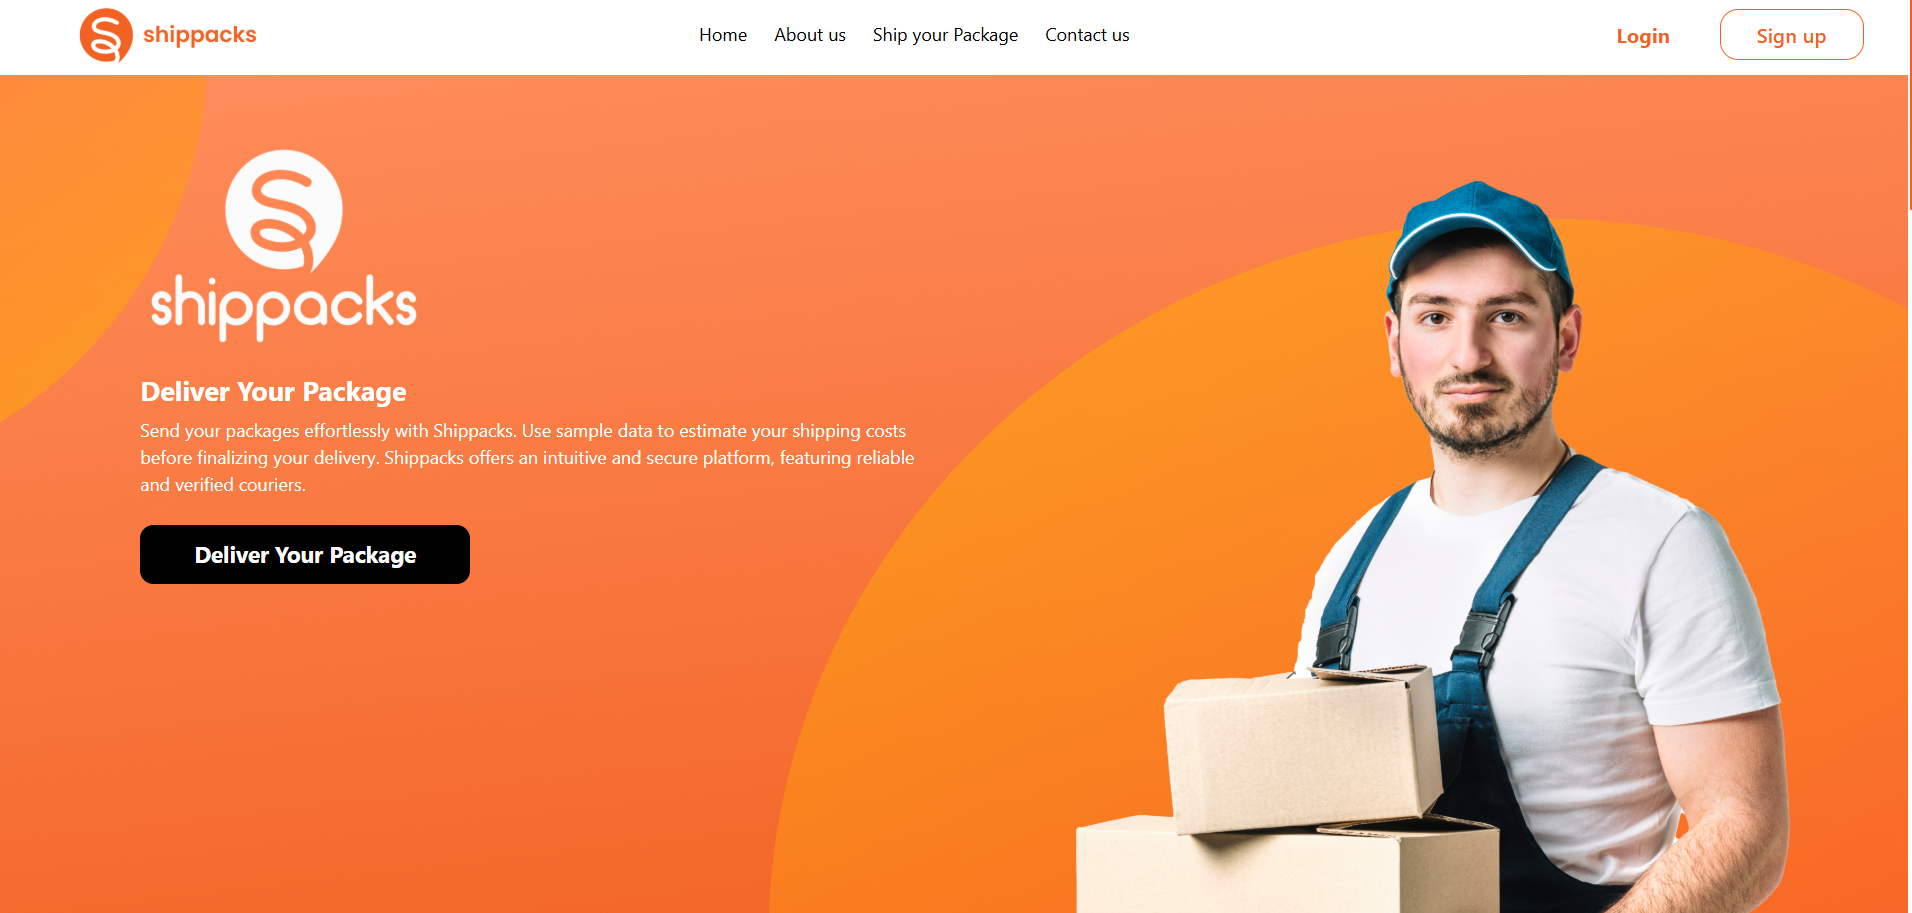 shippacks
Home
About us
Ship your Package
Contact us
Login
Sign up
shippacks
Deliver Your Package
Send your packages effortlessly with Shippacks. Use sample data to estimate your shipping costs
before finalizing your delivery. Shippacks offers an intuitive and secure platform, featuring reliable
and verified couriers.
Deliver Your Package